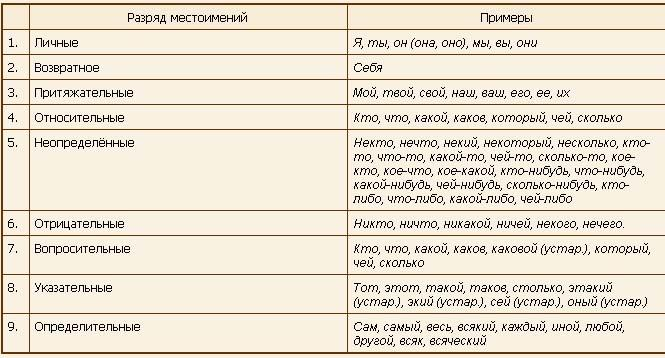 Разряд местоимений Примеры
1. Личные Я, ты, он (она, оно), мы, вы, они
2. Возвратное Себя
3. Притяжательные Мой, твой, свой, наш, ваш, его, ее, их
4. Относительные Кто, что, какой, каков, который, чей, сколько
5. Неопределённые Некто, нечто, некий, некоторый, несколько, кто-
то, что-то, какой-то, чей-то, сколько-то, кое-
кто, кое-что, кое-какой, кто-нибудь, что-нибудь,
какой-нибудь, чей-нибудь, сколько-нибудь, кто-
либо, что-либо, какой-либо, чей-либо
6. Отрицательные Никто, ничто, никакой, ничей, некого, нечего.
7. Вопросительные Кто, что, какой, каков, каковой (устар.), который,
чей, сколько
8. Указательные Тот, этот, такой, таков, столько, этакий
(устар.), экий (устар.), сей (устар.), оный (устар.)
9. Определительные Сам, самый, весь, всякий, каждый, иной, любой,
другой, всяк, всяческий